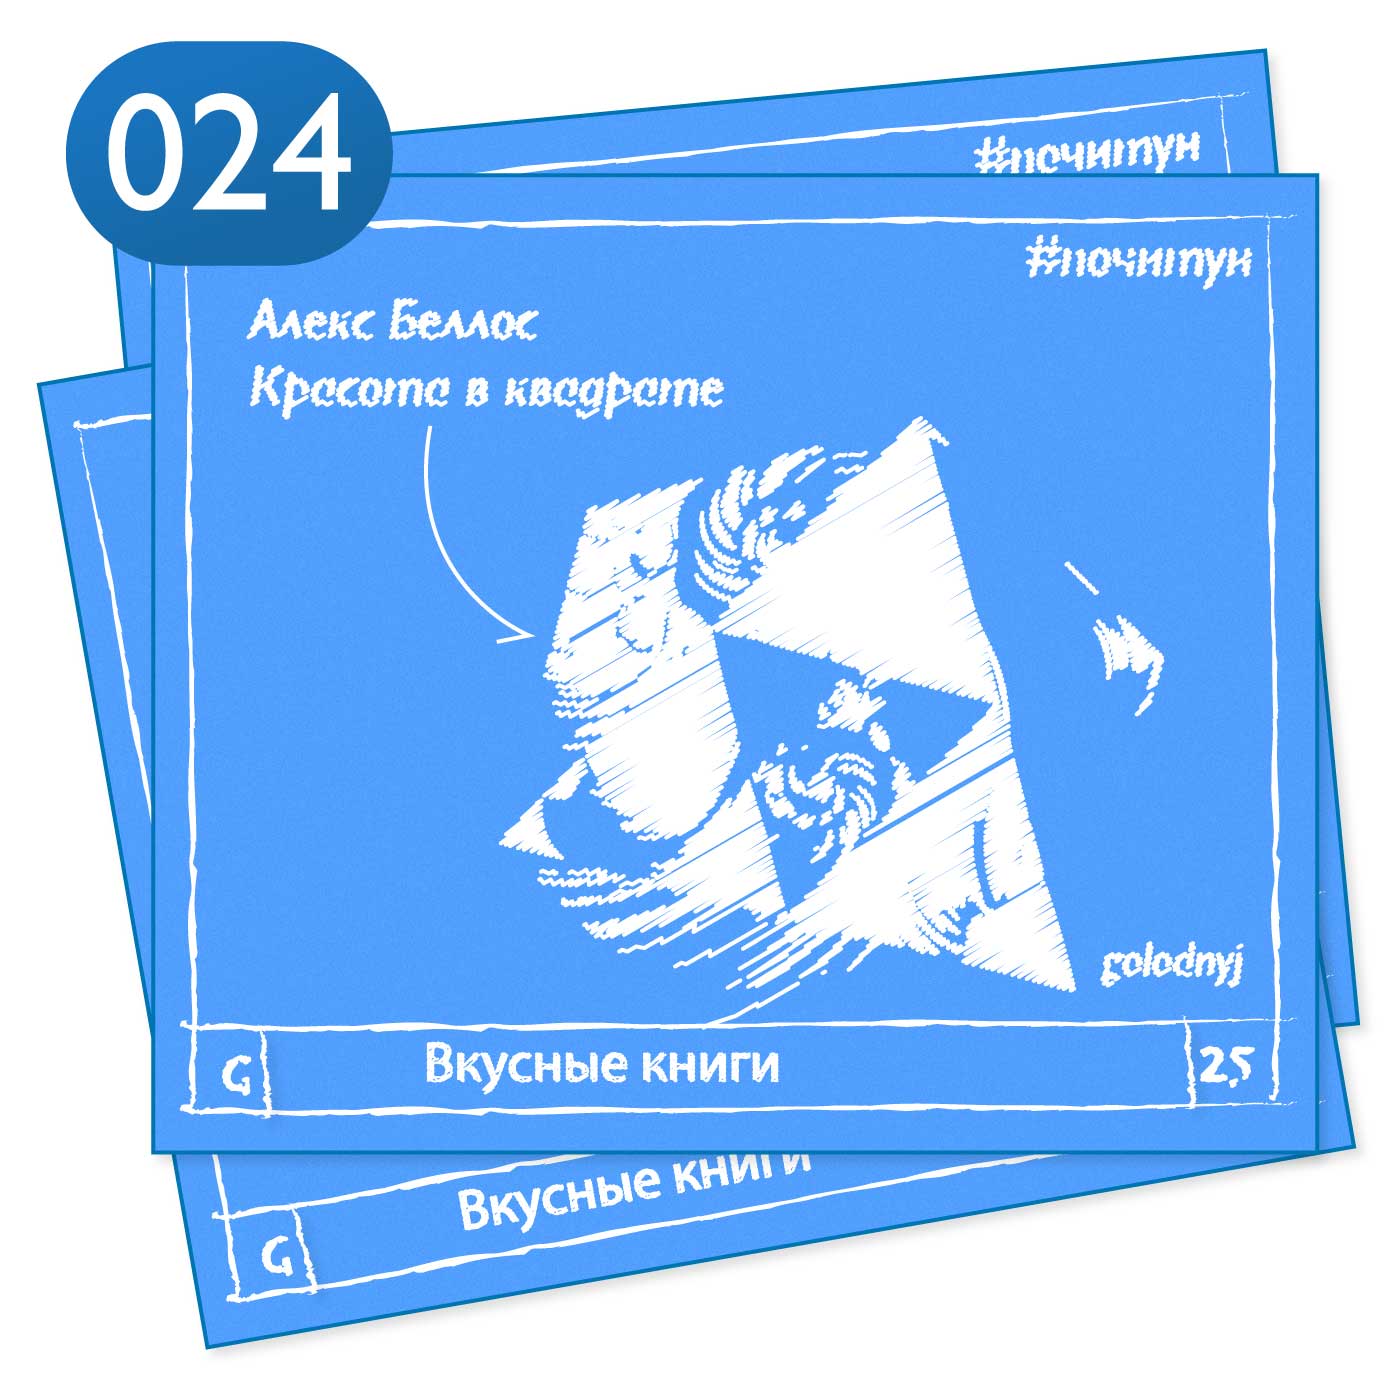 024
#почитун
#почитун
Алекс Беллос
Красота в квадрате
golodnyj
G
Вкусные книги
25
Вкусные книги
G